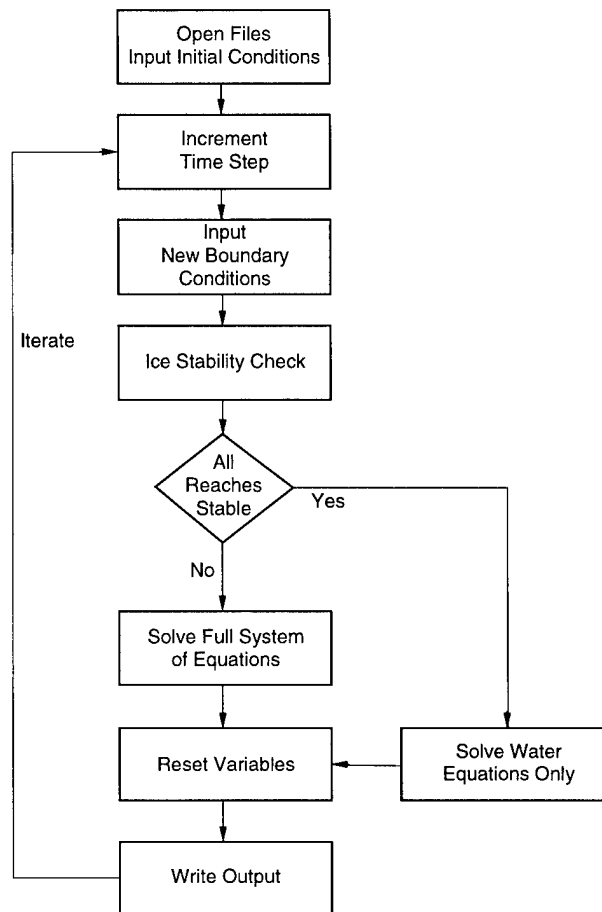 Open Files
Input Initial Conditions
Increment
Time Step
Input
New Boundary
Conditions
Iterate
Ice Stability Check
All
Reaches
Stable
Yes
No
Solve Full System
of Equations
Reset Variables
Solve Water
Equations Only
Write Output